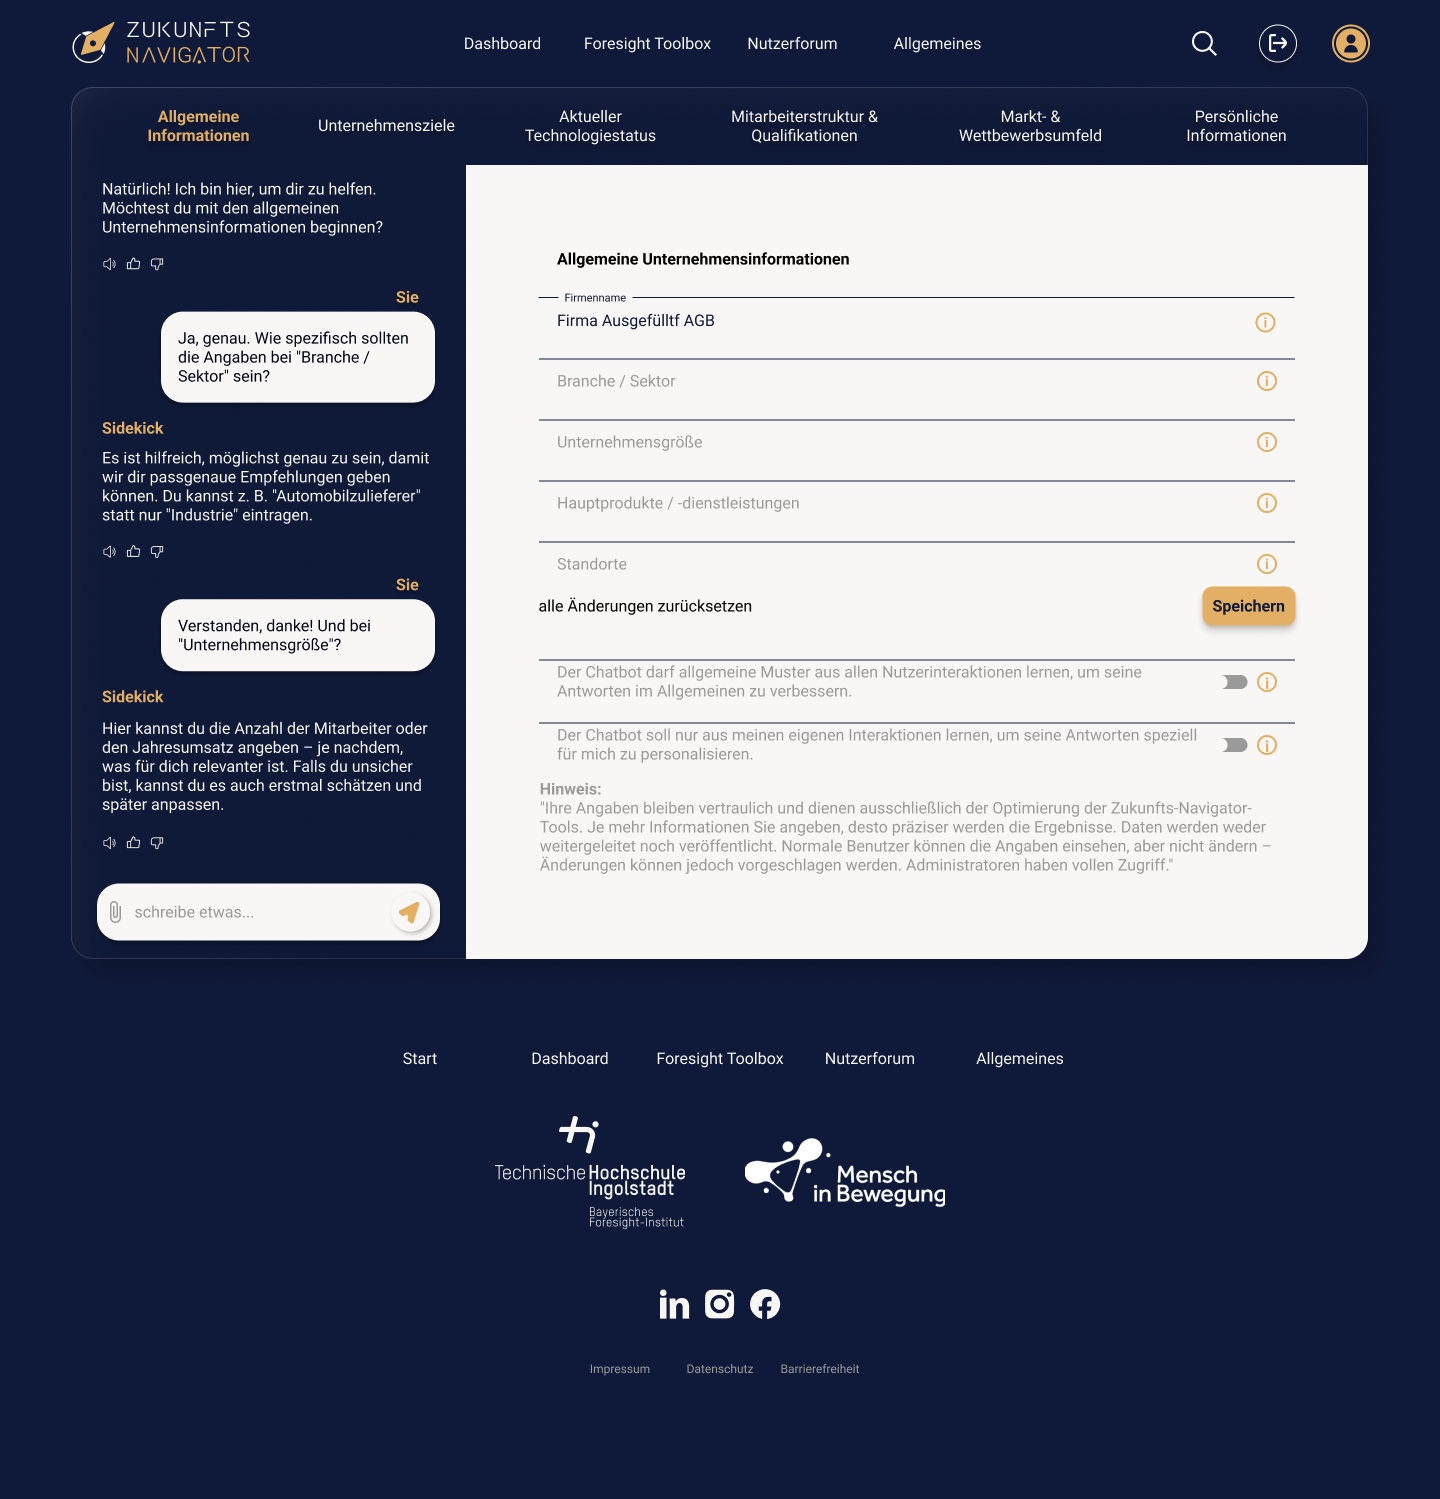 ZUKUNFTS
NAVIGATOR
Dashboard
Foresight Toolbox
Nutzerforum
Allgemeines
Allgemeine
Informationen
Unternehmensziele
Aktueller
Technologiestatus
Mitarbeiterstruktur &
Qualifikationen
Markt- &
Wettbewerbsumfeld
Persönliche
Informationen
Natürlich! Ich bin hier, um dir zu helfen.
Möchtest du mit den allgemeinen
Unternehmensinformationen beginnen?
Sie
Ja, genau. Wie spezifisch sollten
die Angaben bei "Branche /
Sektor" sein?
Sidekick
Es ist hilfreich, möglichst genau zu sein, damit
wir dir passgenaue Empfehlungen geben
können. Du kannst z. B. "Automobilzulieferer"
statt nur "Industrie" eintragen.
Sie
Verstanden, danke! Und bei
"Unternehmensgröße"?
Sidekick
Hier kannst du die Anzahl der Mitarbeiter oder
den Jahresumsatz angeben – je nachdem,
was für dich relevanter ist. Falls du unsicher
bist, kannst du es auch erstmal schätzen und
später anpassen.
schreibe etwas...
Allgemeine Unternehmensinformationen
Firmenname
Firma Ausgefülltf AGB
Branche / Sektor
Unternehmensgröße
Hauptprodukte / -dienstleistungen
Standorte
alle Änderungen zurücksetzen
Speichern
Der Chatbot darf allgemeine Muster aus allen Nutzerinteraktionen lernen, um seine
Antworten im Allgemeinen zu verbessern.
Der Chatbot soll nur aus meinen eigenen Interaktionen lernen, um seine Antworten speziell
für mich zu personalisieren.
Hinweis:
"Ihre Angaben bleiben vertraulich und dienen ausschließlich der Optimierung der Zukunfts-Navigator-
Tools. Je mehr Informationen Sie angeben, desto präziser werden die Ergebnisse. Daten werden weder
weitergeleitet noch veröffentlicht. Normale Benutzer können die Angaben einsehen, aber nicht ändern –
Änderungen können jedoch vorgeschlagen werden. Administratoren haben vollen Zugriff."
Start
Dashboard
Foresight Toolbox
Nutzerforum
Allgemeines
Technische Hochschule
Ingolstadt
Bayerisches
Foresight-Institut
Mensch
in Bewegung
Impressum
Datenschutz
Barrierefreiheit